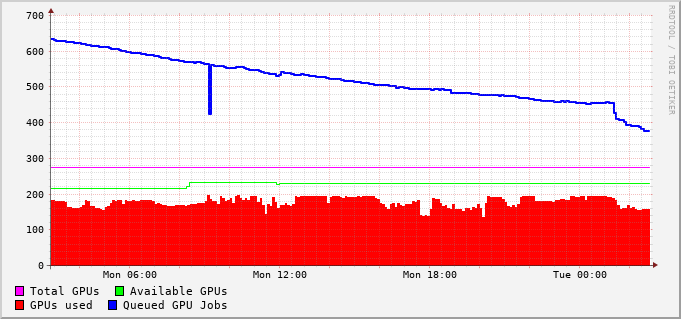 700
600
500
400
300
200
100
0
Mon 06:00 Mon 12:00 Mon 18:00 Tue 00:00
Total GPUs Available GPUs
GPUs used Queued GPU Jobs
RRDTOOL / TOBI OETIKER